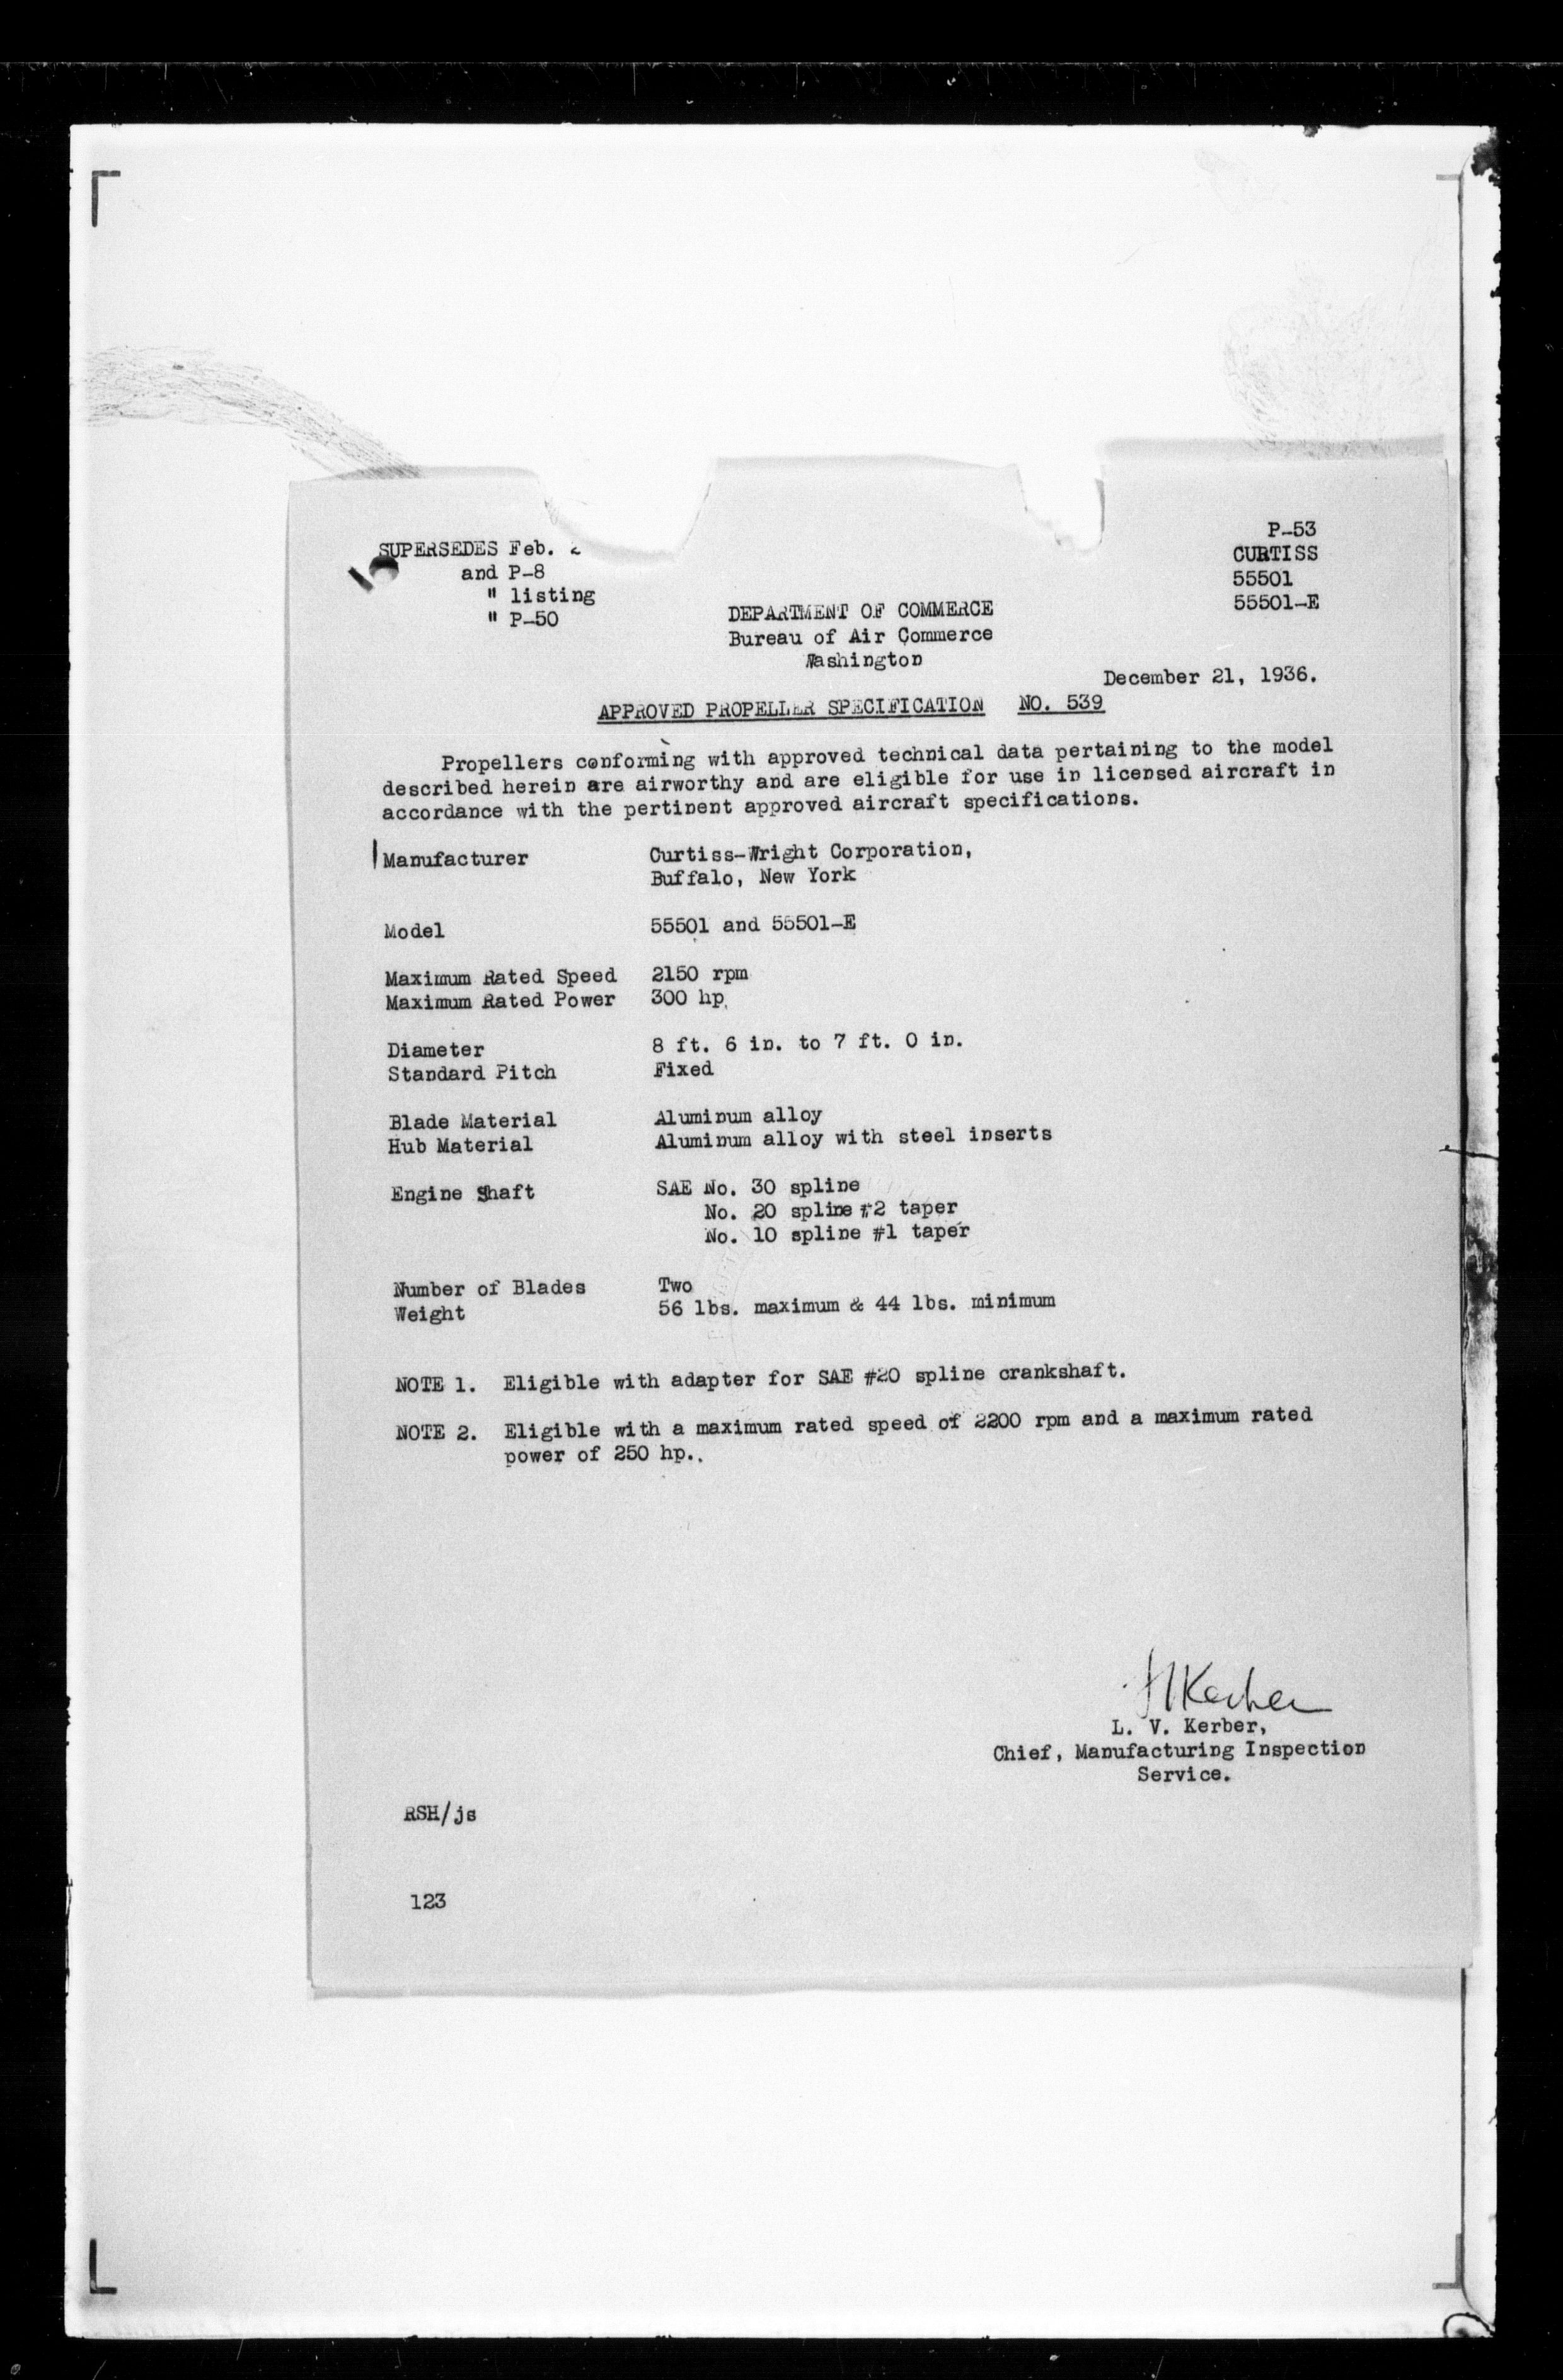 P-53
SUPERSEDES Feb.
CURTISS
and P-8
55501
" listing
55501-E
" P-50
DEPARTMENT OF COMMERCE
Bureau of Air Commerce
Washington
December 21, 1936.
APPROVED PROPELLER SPECIFICATION NO. 539
Propellers conforming with approved technical data pertaining to the model
described herein are airworthy and are eligible for use in licensed aircraft in
accordance with the pertinent approved aircraft specifications.
Manufacturer Curtiss-Wright Corporation,
Buffalo, New York
Model 55501 and 55501-E
Maximum Rated Speed 2150 rpm
Maximum Rated Power 300 hp.
Diameter 8 ft. 6 in. to 7 ft. 0 in.
Standard Pitch Fixed
Blade Material Aluminum alloy
Hub Material Aluminum alloy with steel inserts
Engine Shaft SAE No. 30 spline
No. 20 spline #2 taper
No. 10 spline #1 taper
Number of Blades Two
Weight 56 lbs. maximum & 44 lbs. minimum
NOTE 1. Eligible with adapter for SAE #20 spline crankshaft.
NOTE 2. Eligible with a maximum rated speed of 2200 rpm and a maximum rated
power of 250 hp..
Kerber
L. V. Kerber,
Chief, Manufacturing Inspection
Service.
RSH/js
123